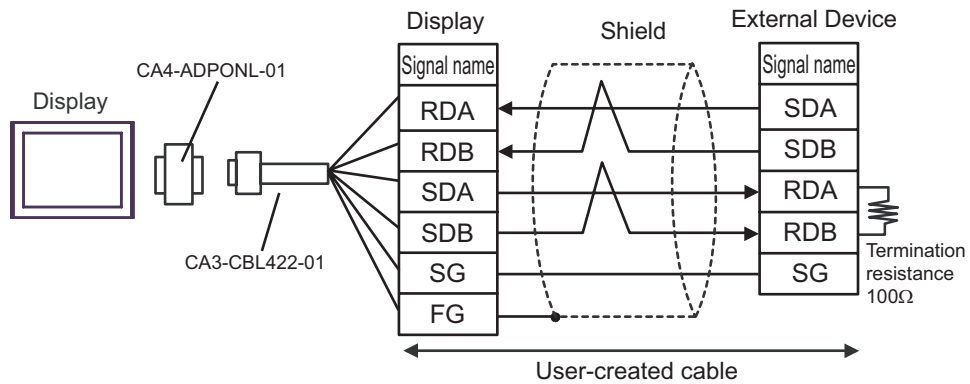 Display
CA4-ADPONL-01
CA3-CBL422-01
Display
Signal name
RDA
RDB
SDA
SDB
SG
FG
Shield
External Device
Signal name
SDA
SDB
RDA
RDB
SG
Termination
resistance
100Ω
User-created cable